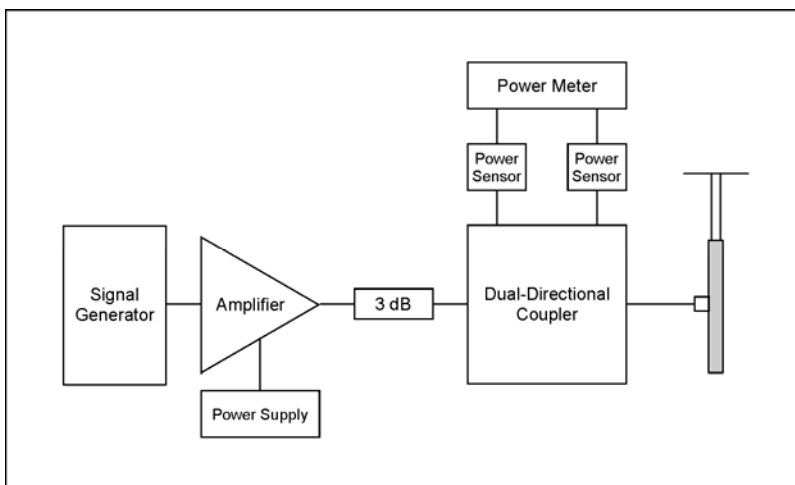 Power Meter
Power
Sensor
Power
Sensor
Signal
Generator
Amplifier
3 dB
Dual-Directional
Coupler
Power Supply